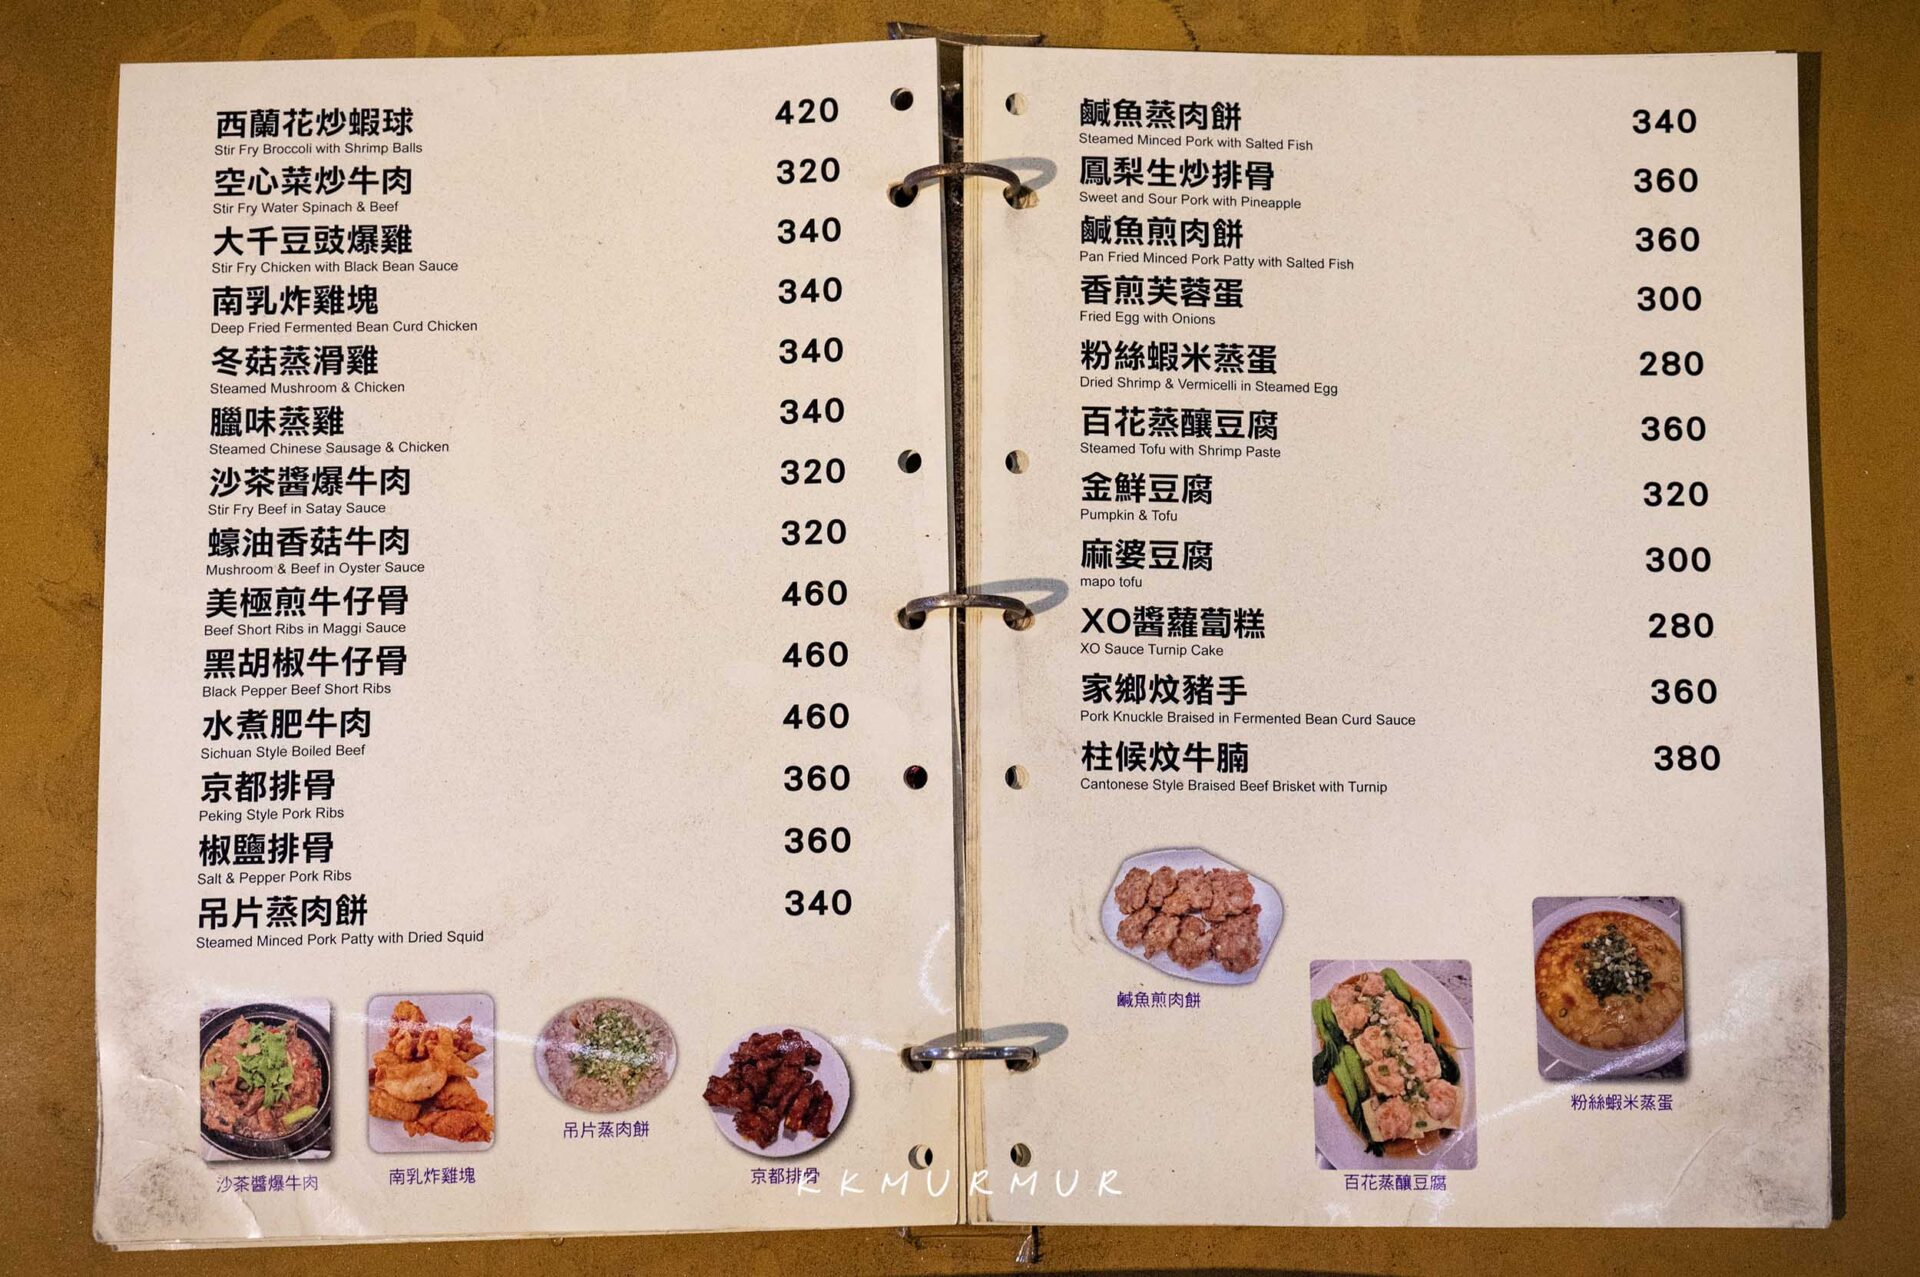 西蘭花炒蝦球 420
Stir Fry Broccoli with Shrimp Balls
空心菜炒牛肉 320
Stir Fry Water Spinach & Beef
大千豆豉爆雞 340
Stir Fry Chicken with Black Bean Sauce
南乳炸雞塊 340
Deep Fried Fermented Bean Curd Chicken
冬菇蒸滑雞 340
Steamed Mushroom & Chicken
臘味蒸雞 340
Steamed Chinese Sausage & Chicken
沙茶醬爆牛肉 320
Stir Fry Beef in Satay Sauce
蠔油香菇牛肉 320
Mushroom & Beef in Oyster Sauce
美極煎牛仔骨 460
Beef Short Ribs in Maggi Sauce
黑胡椒牛仔骨 460
Black Pepper Beef Short Ribs
水煮肥牛肉 460
Sichuan Style Boiled Beef
京都排骨 360
Peking Style Pork Ribs
椒鹽排骨 360
Salt & Pepper Pork Ribs
吊片蒸肉餅 340
Steamed Minced Pork Patty with Dried Squid
沙茶醬爆牛肉
南乳炸雞塊
吊片蒸肉餅
京都排骨
鹹魚蒸肉餅 340
Steamed Minced Pork with Salted Fish
鳳梨生炒排骨 360
Sweet and Sour Pork with Pineapple
鹹魚煎肉餅 360
Pan Fried Minced Pork Patty with Salted Fish
香煎芙蓉蛋 300
Fried Egg with Onions
粉絲蝦米蒸蛋 280
Dried Shrimp & Vermicelli in Steamed Egg
百花蒸釀豆腐 360
Steamed Tofu with Shrimp Paste
金鮮豆腐 320
Pumpkin & Tofu
麻婆豆腐 300
mapo tofu
XO醬蘿蔔糕 280
XO Sauce Turnip Cake
家鄉炆豬手 360
Pork Knuckle Braised in Fermented Bean Curd Sauce
柱候炆牛腩 380
Cantonese Style Braised Beef Brisket with Turnip
鹹魚煎肉餅
百花蒸釀豆腐
粉絲蝦米蒸蛋
KKMURMUR